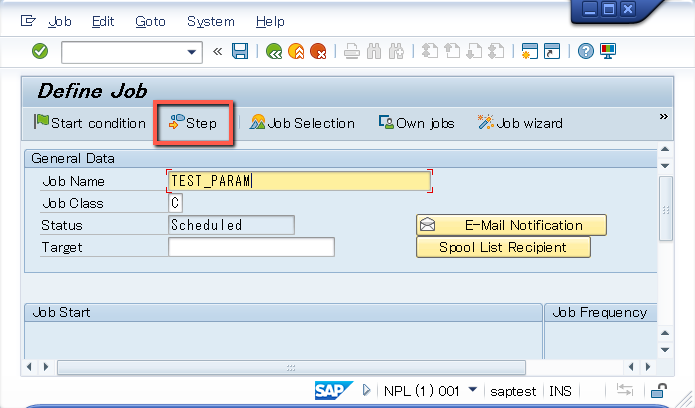 Job Edit Goto System Help
«
Define Job
Start condition Step Job Selection Own jobs Job wizard »
General Data
Job Name TEST_PARAM
Job Class C
Status Scheduled E-Mail Notification
Target Spool List Recipient
Job Start Job Frequency
SAP NPL (1) 001 saptest INS